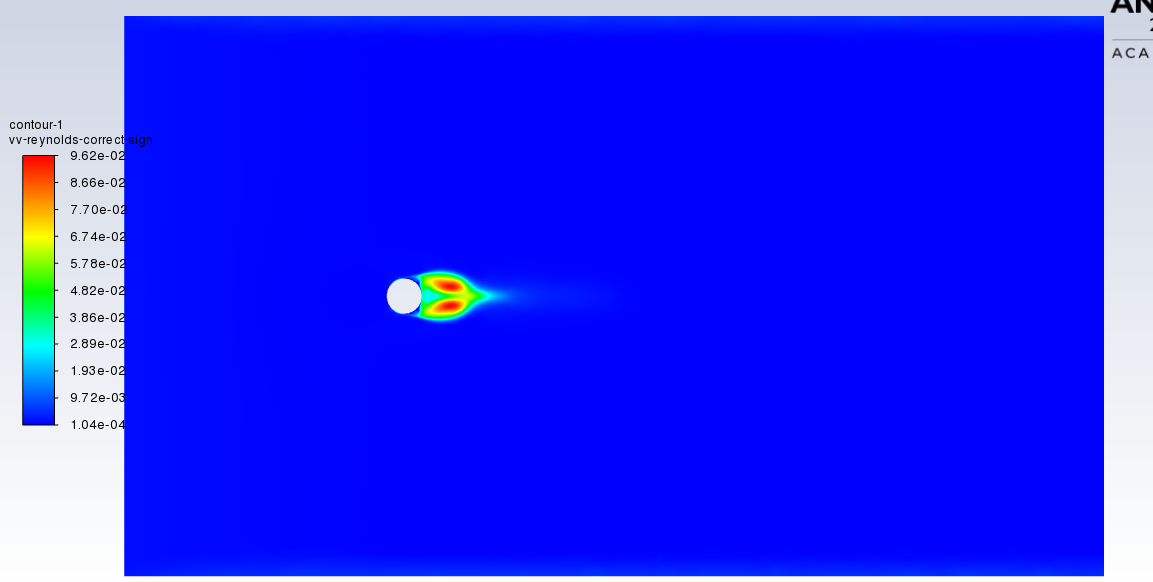 AN
2
ACA
contour-1
vv-reynolds-correct-sign
9.62e-02
8.66e-02
7.70e-02
6.74e-02
5.78e-02
4.82e-02
3.86e-02
2.89e-02
1.93e-02
9.72e-03
1.04e-04